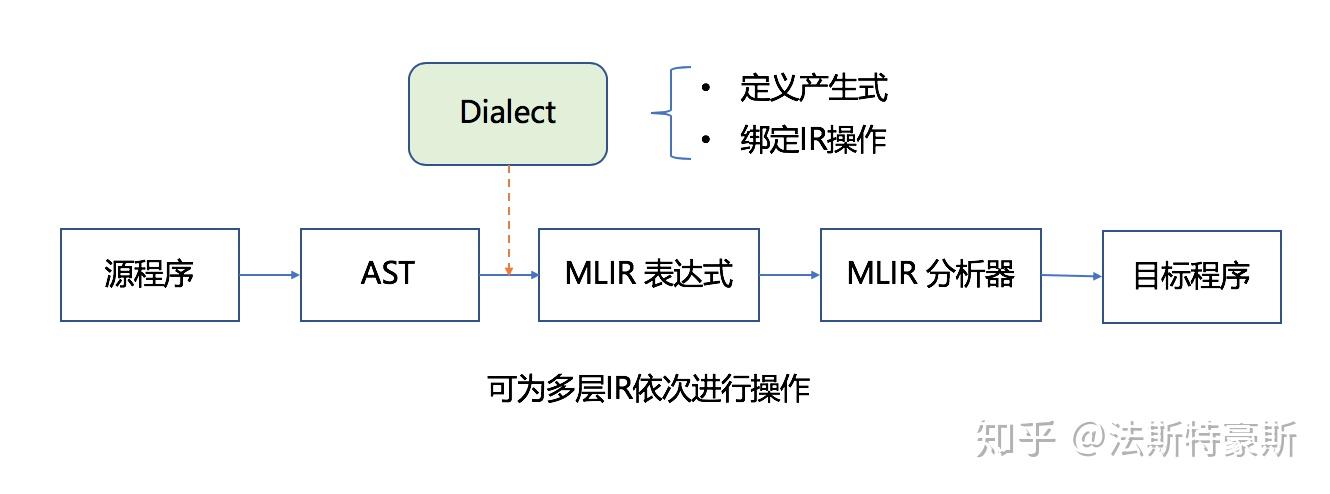 Dialect
• 定义产生式
• 绑定IR操作
源程序
AST
MLIR 表达式
MLIR 分析器
目标程序
可为多层IR依次进行操作
知乎 @法斯特豪斯